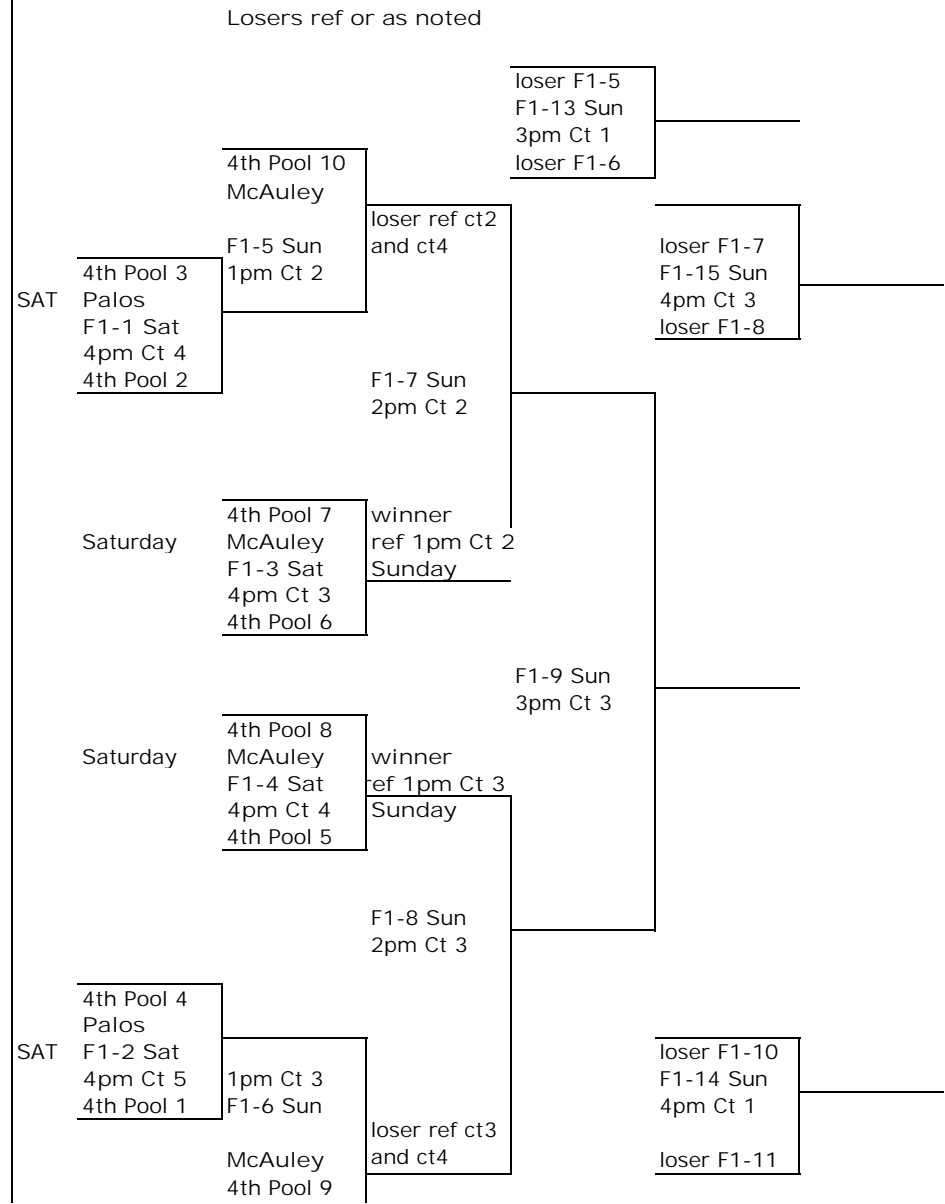 Losers ref or as noted
loser F1-5
F1-13 Sun
3pm Ct 1
loser F1-6
4th Pool 10
McAuley
F1-5 Sun
1pm Ct 2
loser ref ct2
and ct4
loser F1-7
F1-15 Sun
4pm Ct 3
loser F1-8
SAT
4th Pool 3
Palos
F1-1 Sat
4pm Ct 4
4th Pool 2
F1-7 Sun
2pm Ct 2
Saturday
4th Pool 7
McAuley
F1-3 Sat
4pm Ct 3
4th Pool 6
winner
ref 1pm Ct 2
Sunday
F1-9 Sun
3pm Ct 3
Saturday
4th Pool 8
McAuley
F1-4 Sat
4pm Ct 4
4th Pool 5
winner
ref 1pm Ct 3
Sunday
F1-8 Sun
2pm Ct 3
SAT
4th Pool 4
Palos
F1-2 Sat
4pm Ct 5
4th Pool 1
1pm Ct 3
F1-6 Sun
McAuley
4th Pool 9
loser ref ct3
and ct4
loser F1-10
F1-14 Sun
4pm Ct 1
loser F1-11